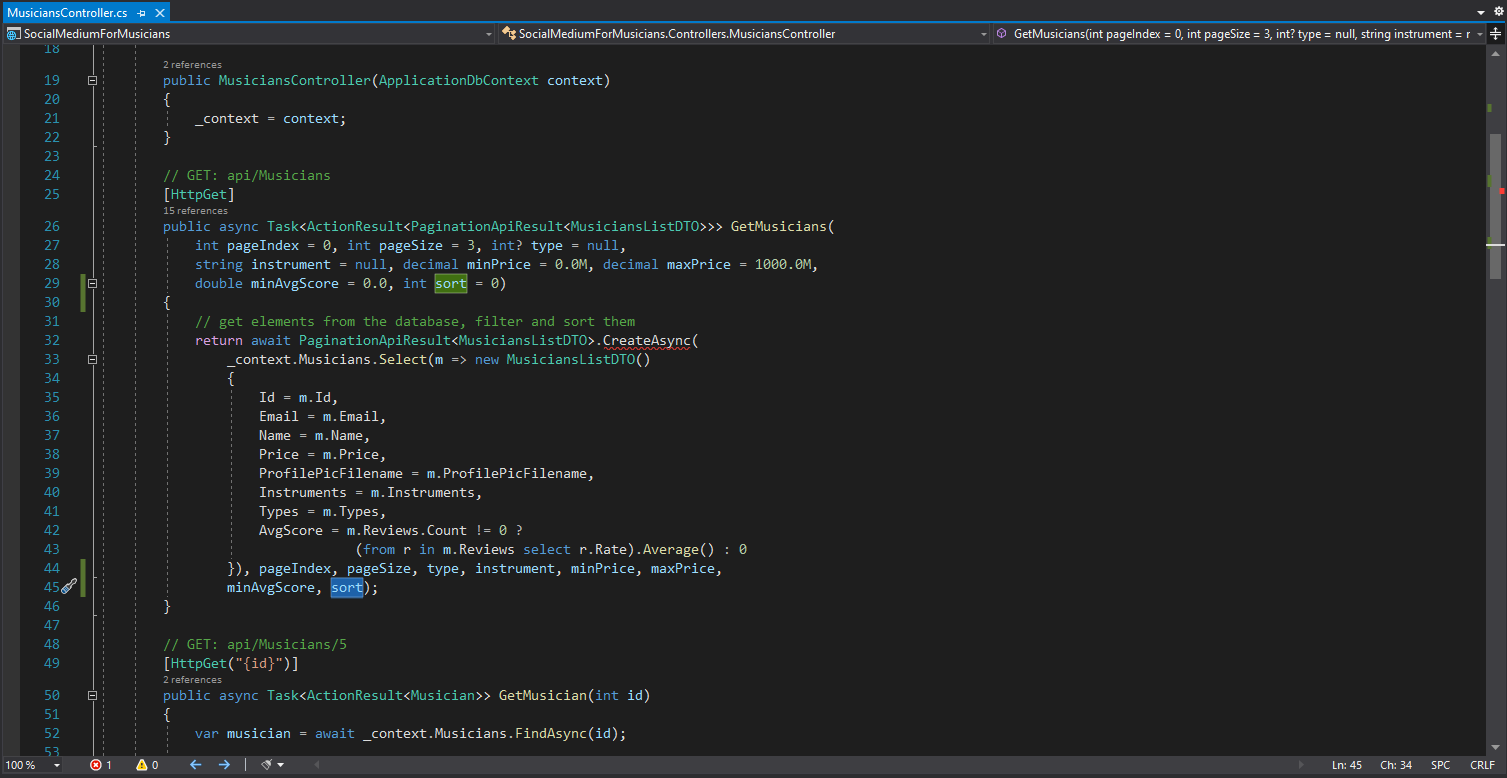 MusiciansController.cs
SocialMediumForMusicians SocialMediumForMusicians.Controllers.MusiciansController GetMusicians(int pageIndex = 0, int pageSize = 3, int? type = null, string instrument = r
18
2 references
19 public MusiciansController(ApplicationDbContext context)
20 {
21 _context = context;
22 }
23
24 // GET: api/Musicians
25 [HttpGet]
15 references
26 public async Task<ActionResult<PaginationApiResult<MusiciansListDTO>>> GetMusicians(
27 int pageIndex = 0, int pageSize = 3, int? type = null,
28 string instrument = null, decimal minPrice = 0.0M, decimal maxPrice = 1000.0M,
29 double minAvgScore = 0.0, int sort = 0)
30 {
31 // get elements from the database, filter and sort them
32 return await PaginationApiResult<MusiciansListDTO>.CreateAsync(
33 _context.Musicians.Select(m => new MusiciansListDTO()
34 {
35 Id = m.Id,
36 Email = m.Email,
37 Name = m.Name,
38 Price = m.Price,
39 ProfilePicFilename = m.ProfilePicFilename,
40 Instruments = m.Instruments,
41 Types = m.Types,
42 AvgScore = m.Reviews.Count != 0 ?
43 (from r in m.Reviews select r.Rate).Average() : 0
44 }), pageIndex, pageSize, type, instrument, minPrice, maxPrice,
45 minAvgScore, sort);
46 }
47
48 // GET: api/Musicians/5
49 [HttpGet("{id}")]
2 references
50 public async Task<ActionResult<Musician>> GetMusician(int id)
51 {
52 var musician = await _context.Musicians.FindAsync(id);
53
100 % 1 0 Ln: 45 Ch: 34 SPC CRLF